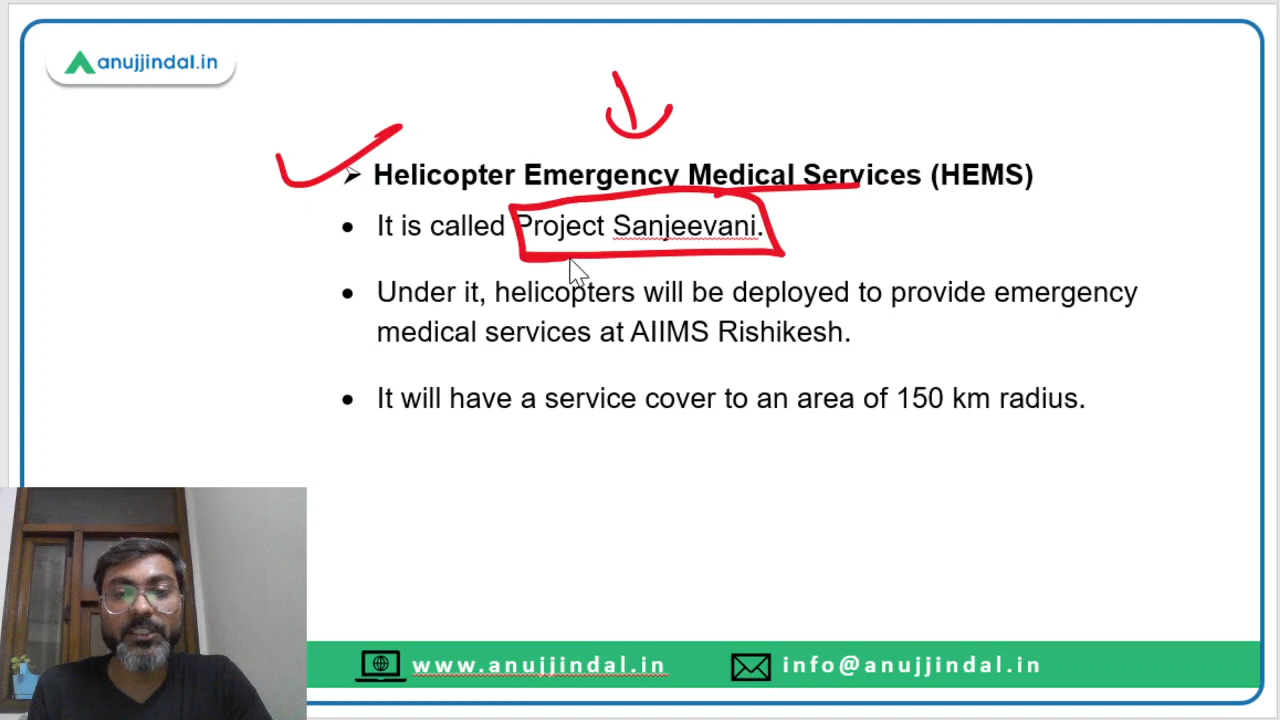 anujjindal.in
➢ Helicopter Emergency Medical Services (HEMS)
• It is called Project Sanjeevani.
• Under it, helicopters will be deployed to provide emergency
medical services at AIIMS Rishikesh.
• It will have a service cover to an area of 150 km radius.
www.anujjindal.in
info@anujjindal.in